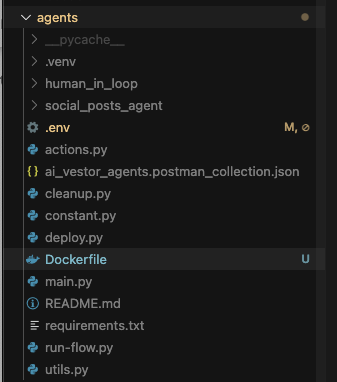 agents
__pycache__
.venv
human_in_loop
social_posts_agent
.env M,
actions.py
{} ai_vestor_agents.postman_collection.json
cleanup.py
constant.py
deploy.py
Dockerfile U
main.py
README.md
requirements.txt
run-flow.py
utils.py